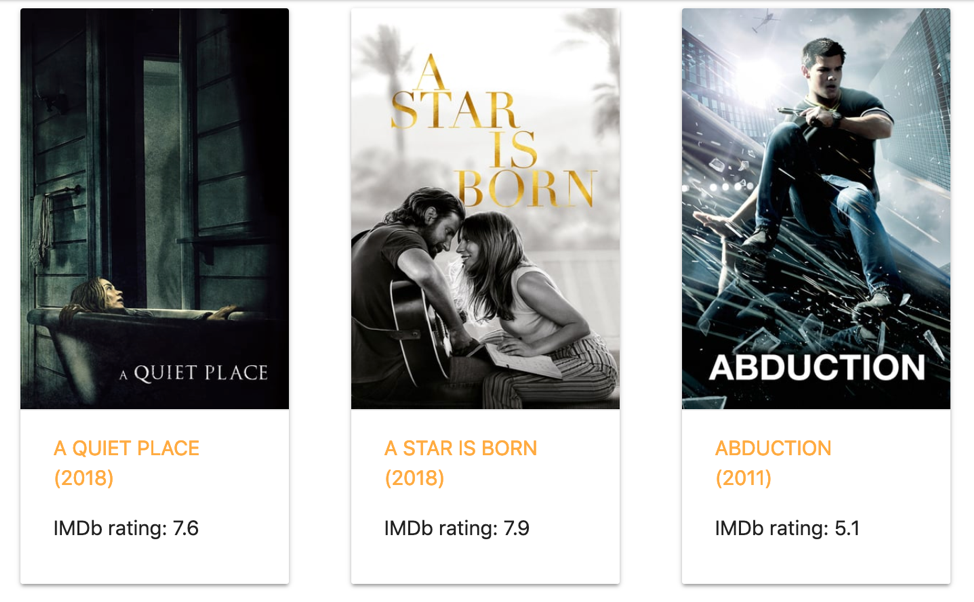 A QUIET PLACE
A QUIET PLACE
(2018)
IMDb rating: 7.6
A
STAR
IS
BORN
A STAR IS BORN
(2018)
IMDb rating: 7.9
ABDUCTION
ABDUCTION
(2011)
IMDb rating: 5.1